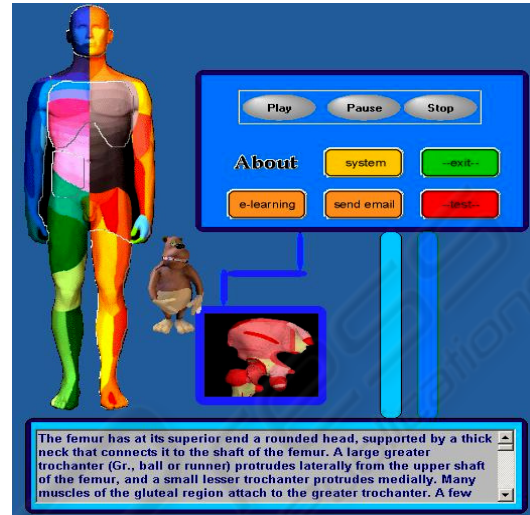 Play Pause Stop
About system --exit--
e-learning send email --test--
The femur has at its superior end a rounded head, supported by a thick
neck that connects it to the shaft of the femur. A large greater
trochanter (Gr., ball or runner) protrudes laterally from the upper shaft
of the femur, and a small lesser trochanter protrudes medially. Many
muscles of the gluteal region attach to the greater trochanter. A few